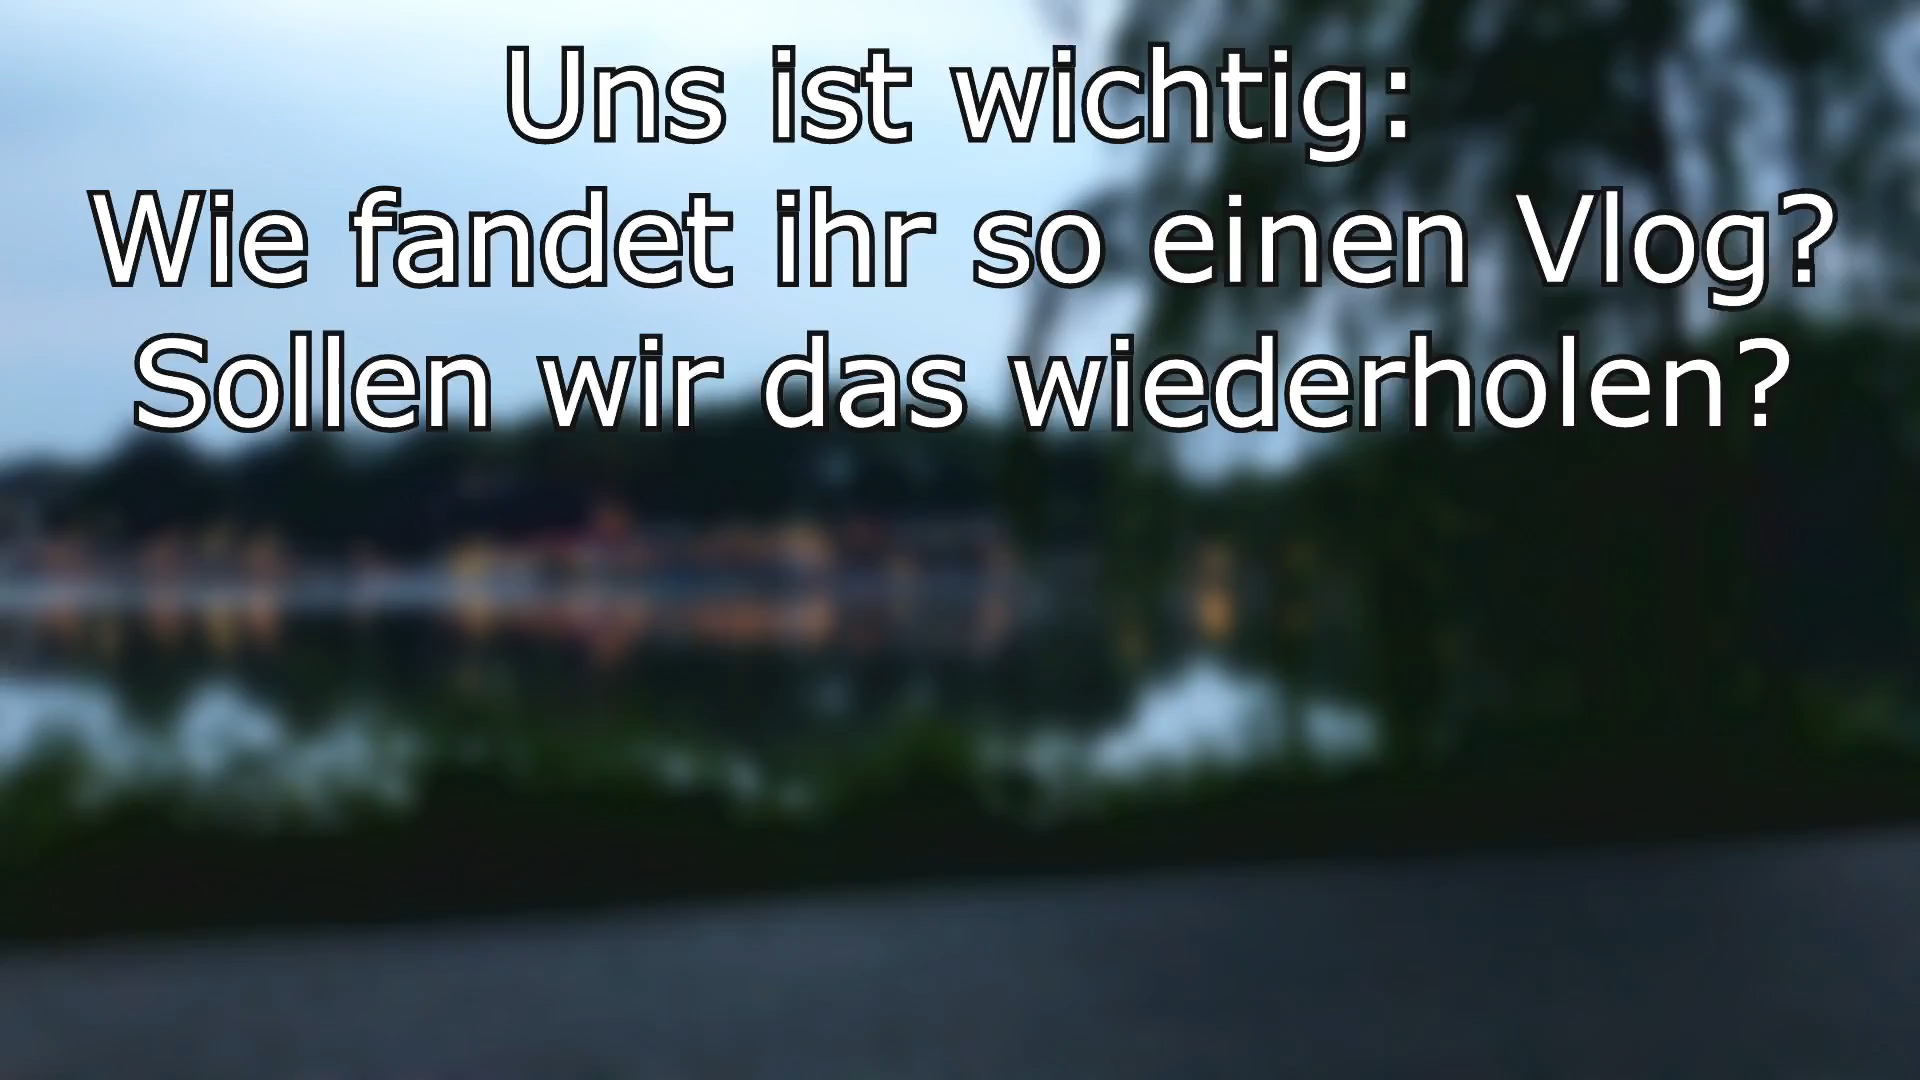 Uns ist wichtig:
Wie fandet ihr so einen Vlog?
Sollen wir das wiederholen?